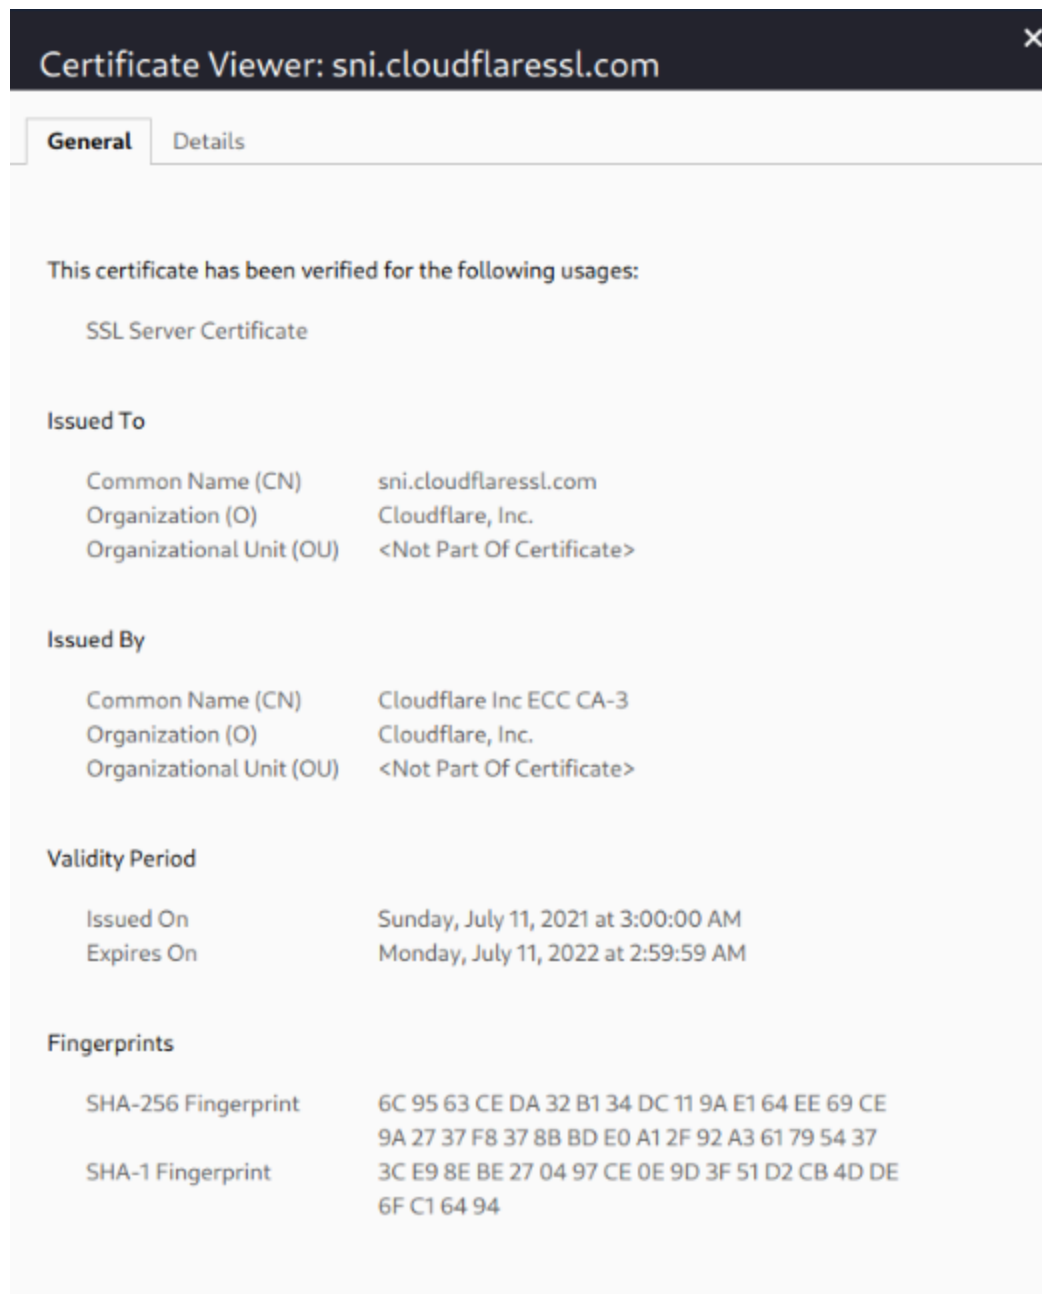 Certificate Viewer: sni.cloudflaressl.com
General Details
This certificate has been verified for the following usages:
SSL Server Certificate
Issued To
Common Name (CN) sni.cloudflaressl.com
Organization (O) Cloudflare, Inc.
Organizational Unit (OU) <Not Part Of Certificate>
Issued By
Common Name (CN) Cloudflare Inc ECC CA-3
Organization (O) Cloudflare, Inc.
Organizational Unit (OU) <Not Part Of Certificate>
Validity Period
Issued On Sunday, July 11, 2021 at 3:00:00 AM
Expires On Monday, July 11, 2022 at 2:59:59 AM
Fingerprints
SHA-256 Fingerprint 6C 95 63 CE DA 32 B1 34 DC 11 9A E1 64 EE 69 CE
9A 27 37 F8 37 8B BD E0 A1 2F 92 A3 61 79 54 37
SHA-1 Fingerprint 3C E9 8E BE 27 04 97 CE 0E 9D 3F 51 D2 CB 4D DE
6F C1 64 94